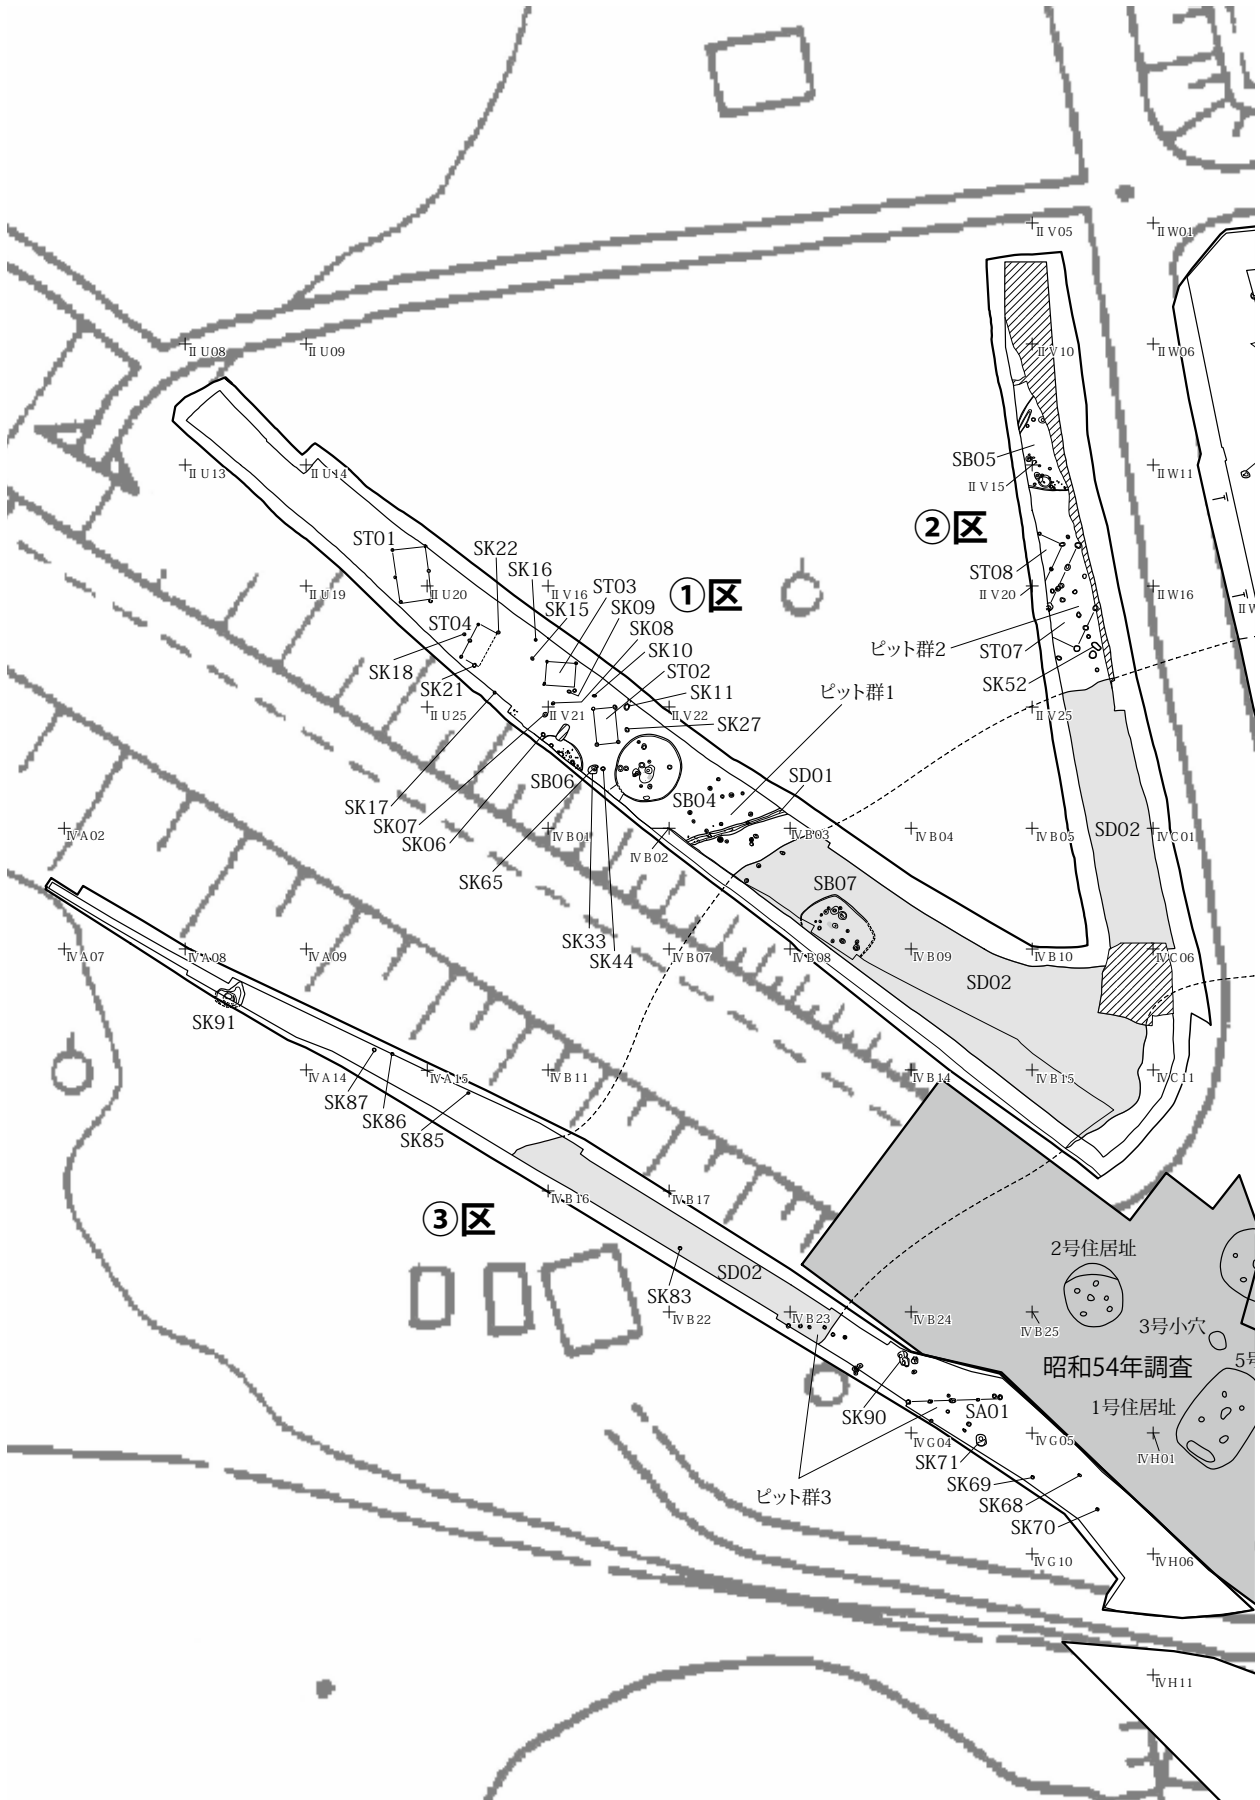 ⅡV05
ⅡW01
ⅡU08
ⅡU09
ⅡV10
ⅡW06
ⅡU13
ⅡU14
SB05
ⅡV15
ⅡW11
②区
ST01
SK22
SK16
ⅡU19
ⅡU20
ⅡV16
ST03
SK15
SK09
①区
SK08
SK10
ST08
ⅡV20
ⅡW16
ⅡW
ST04
SK18
SK21
ST02
SK11
ピット群2
ST07
SK52
ピット群1
ⅡU25
ⅡV21
ⅡV22
SK27
ⅡV25
SB06
SB04
SD01
SK17
SK07
SK06
ⅣA02
ⅣB01
ⅣB02
ⅣB03
ⅣB04
ⅣB05
SD02
ⅣC01
SK65
SB07
SK33
SK44
ⅣA07
ⅣA08
ⅣA09
ⅣB07
ⅣB08
ⅣB09
ⅣB10
ⅣC06
SD02
SK91
ⅣA14
ⅣA15
ⅣB11
ⅣB14
ⅣB15
ⅣC11
SK87
SK86
SK85
③区
ⅣB16
ⅣB17
2号住居址
SD02
SK83
ⅣB22
ⅣB23
ⅣB24
ⅣB25
3号小穴
昭和54年調査
5号
1号住居址
SK90
SA01
ⅣG04
ⅣG05
ⅣH01
SK71
SK69
ピット群3
SK68
SK70
ⅣG10
ⅣH06
ⅣH11